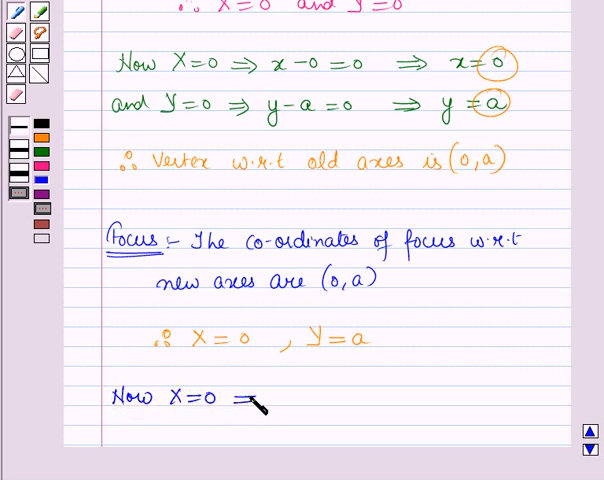 ∴ X=0 and Y=0
Now X=0 ⇒ x-0=0 ⇒ x=0
and Y=0 ⇒ y-a=0 ⇒ y=a
∴ Vertex w.r.t old axes is (0,a)
Focus:- The co-ordinates of focus w.r.t
new axes are (0,a)
∴ X=0 , Y=a
Now X=0 =